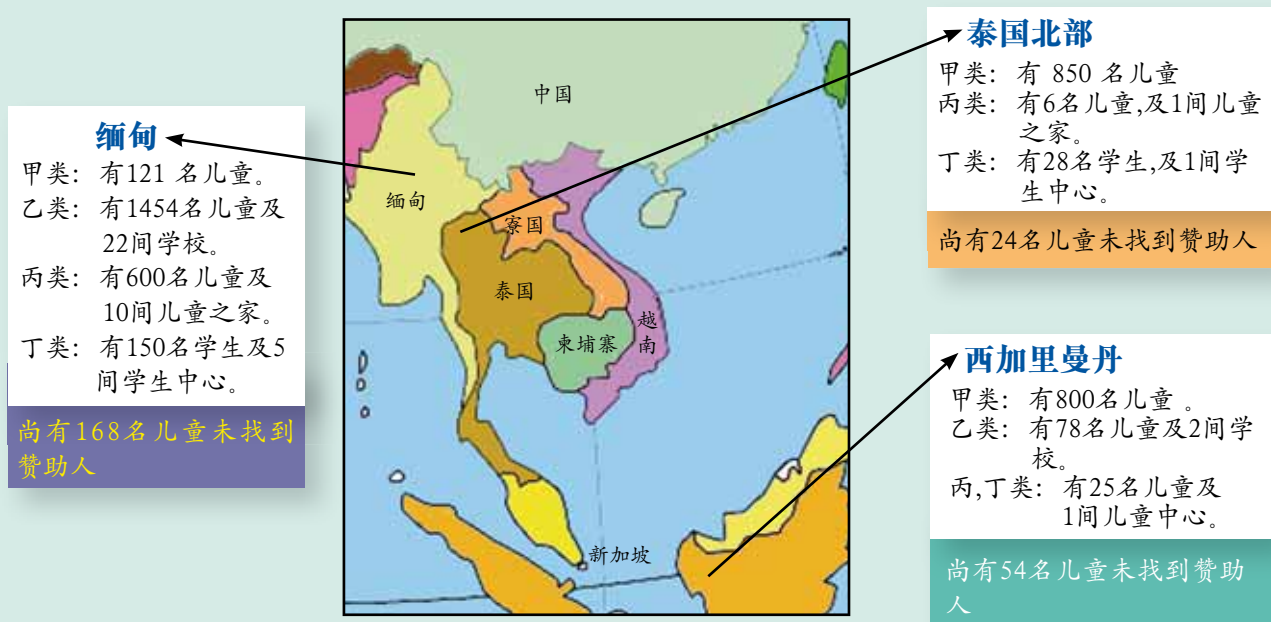 缅甸
甲类: 有121 名儿童。
乙类: 有1454名儿童及
22间学校。
丙类: 有600名儿童及
10间儿童之家。
丁类: 有150名学生及5
间学生中心。
尚有168名儿童未找到
赞助人
中国
缅甸
寮国
泰国
越
南
柬埔寨
新加坡
泰国北部
甲类: 有 850 名儿童
丙类: 有6名儿童,及1间儿童
之家。
丁类: 有28名学生,及1间学
生中心。
尚有24名儿童未找到赞助人
西加里曼丹
甲类: 有800名儿童 。
乙类: 有78名儿童及2间学
校。
丙,丁类: 有25名儿童及
1间儿童中心。
尚有54名儿童未找到赞助
人